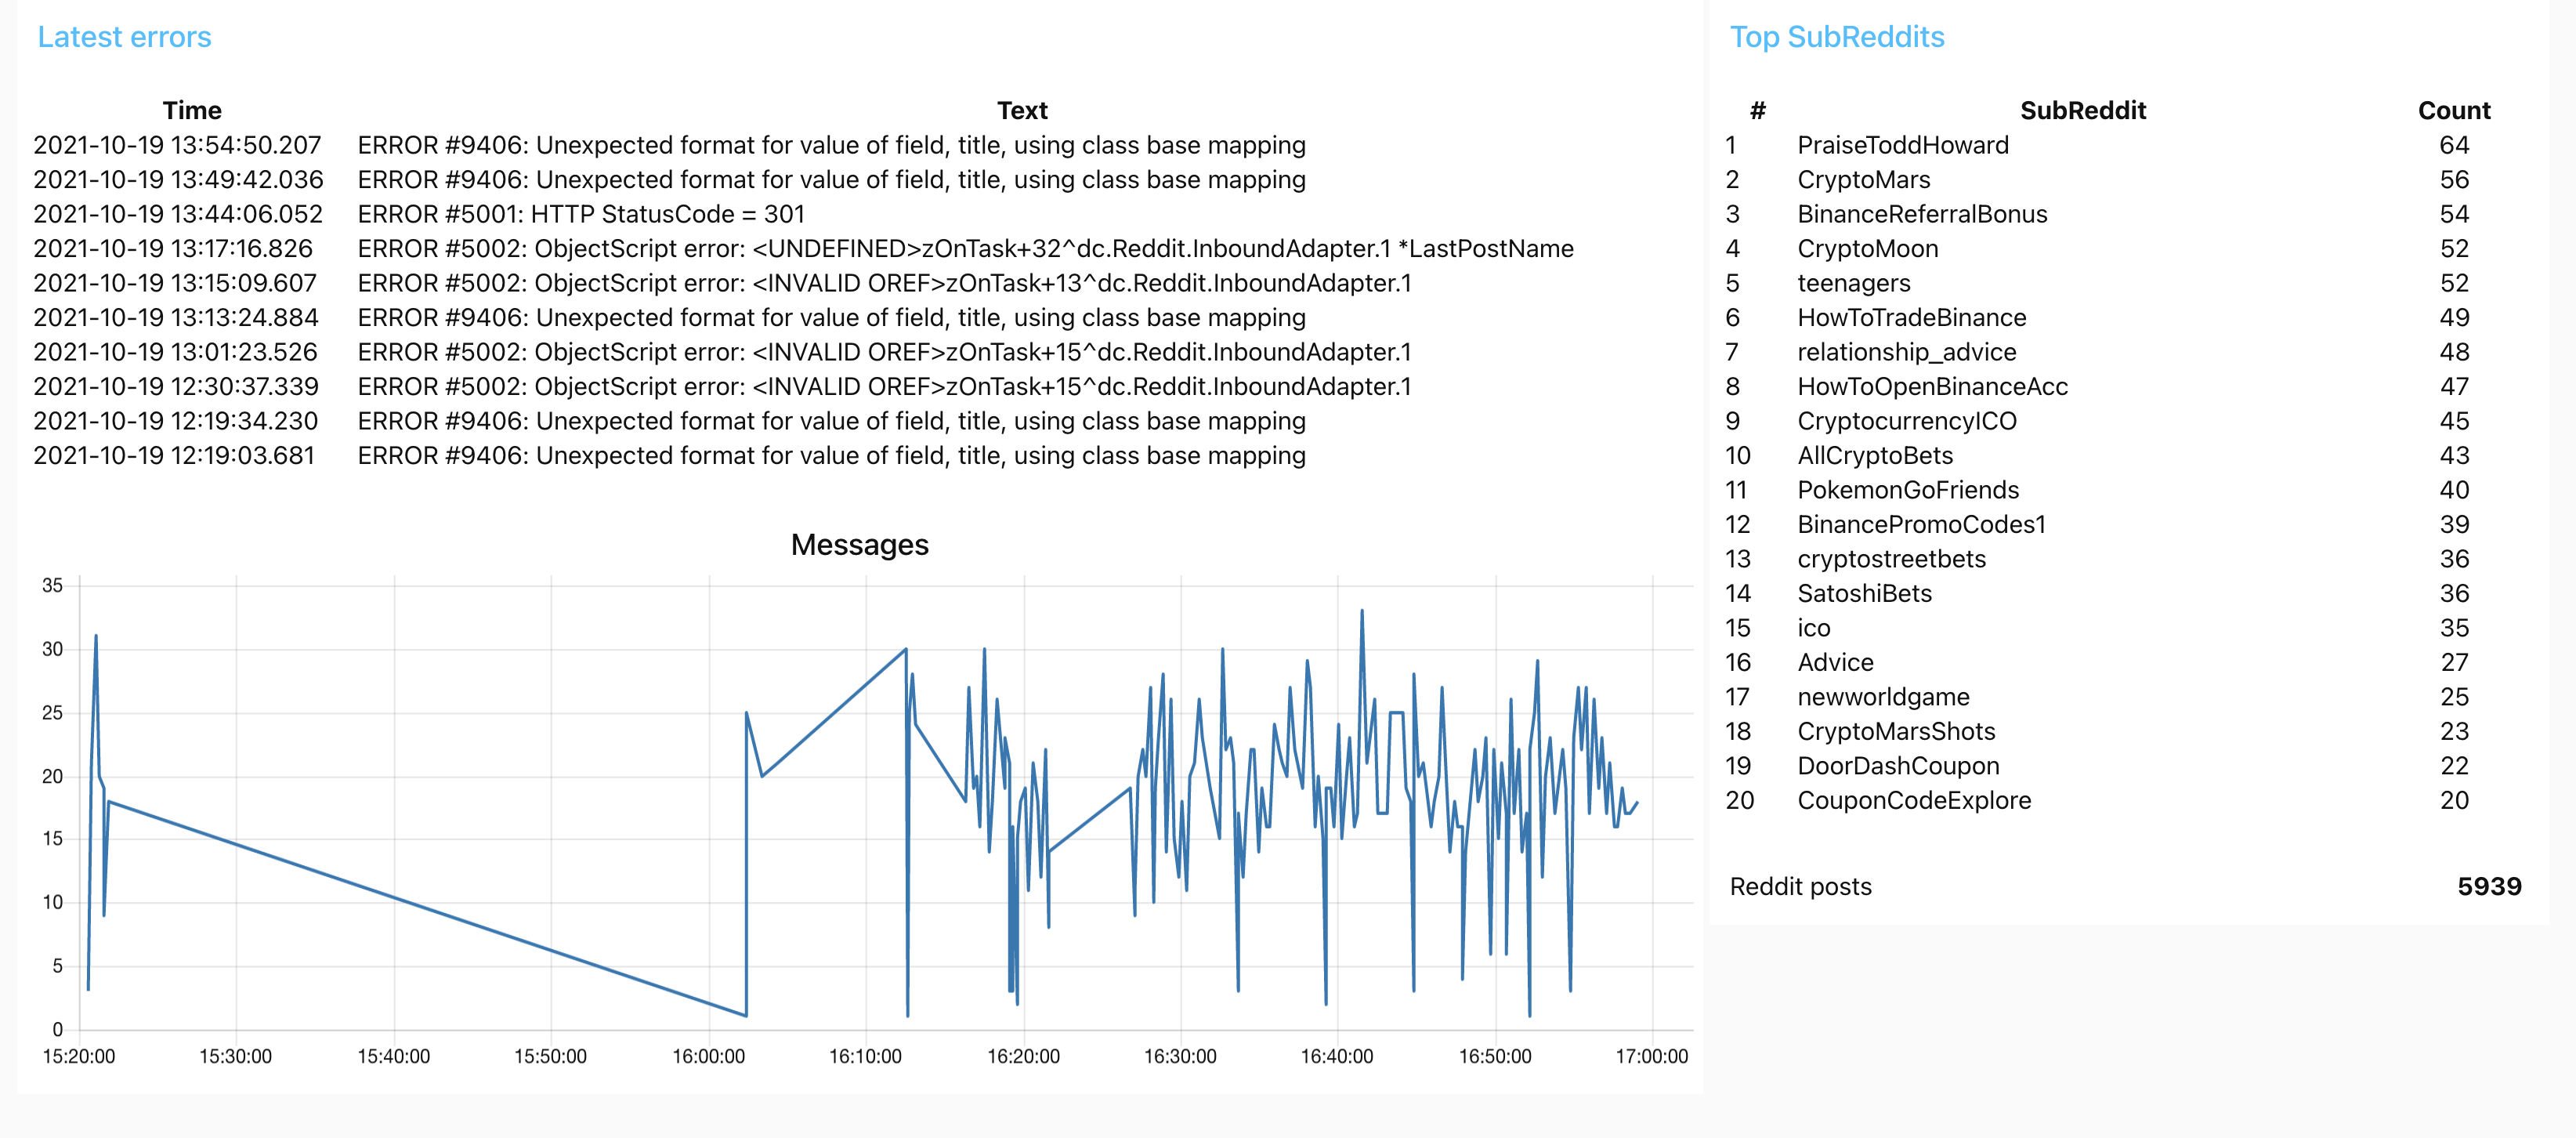 Latest errors
Time Text
2021-10-19 13:54:50.207 ERROR #9406: Unexpected format for value of field, title, using class base mapping
2021-10-19 13:49:42.036 ERROR #9406: Unexpected format for value of field, title, using class base mapping
2021-10-19 13:44:06.052 ERROR #5001: HTTP StatusCode = 301
2021-10-19 13:17:16.826 ERROR #5002: ObjectScript error: <UNDEFINED>zOnTask+32^dc.Reddit.InboundAdapter.1 *LastPostName
2021-10-19 13:15:09.607 ERROR #5002: ObjectScript error: <INVALID OREF>zOnTask+13^dc.Reddit.InboundAdapter.1
2021-10-19 13:13:24.884 ERROR #9406: Unexpected format for value of field, title, using class base mapping
2021-10-19 13:01:23.526 ERROR #5002: ObjectScript error: <INVALID OREF>zOnTask+15^dc.Reddit.InboundAdapter.1
2021-10-19 12:30:37.339 ERROR #5002: ObjectScript error: <INVALID OREF>zOnTask+15^dc.Reddit.InboundAdapter.1
2021-10-19 12:19:34.230 ERROR #9406: Unexpected format for value of field, title, using class base mapping
2021-10-19 12:19:03.681 ERROR #9406: Unexpected format for value of field, title, using class base mapping
Messages
35
30
25
20
15
10
5
0
15:20:00 15:30:00 15:40:00 15:50:00 16:00:00 16:10:00 16:20:00 16:30:00 16:40:00 16:50:00 17:00:00
Top SubReddits
# SubReddit Count
1 PraiseToddHoward 64
2 CryptoMars 56
3 BinanceReferralBonus 54
4 CryptoMoon 52
5 teenagers 52
6 HowToTradeBinance 49
7 relationship_advice 48
8 HowToOpenBinanceAcc 47
9 CryptocurrencyICO 45
10 AllCryptoBets 43
11 PokemonGoFriends 40
12 BinancePromoCodes1 39
13 cryptostreetbets 36
14 SatoshiBets 36
15 ico 35
16 Advice 27
17 newworldgame 25
18 CryptoMarsShots 23
19 DoorDashCoupon 22
20 CouponCodeExplore 20
Reddit posts 5939